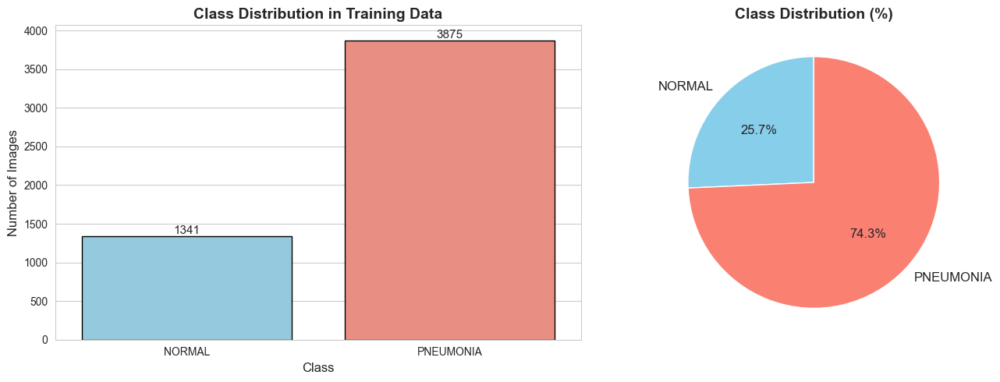 Class Distribution in Training Data
4000
3500
3000
2500
2000
1500
1000
500
0
Number of Images
1341
3875
NORMAL
PNEUMONIA
Class
Class Distribution (%)
NORMAL
25.7%
74.3%
PNEUMONIA